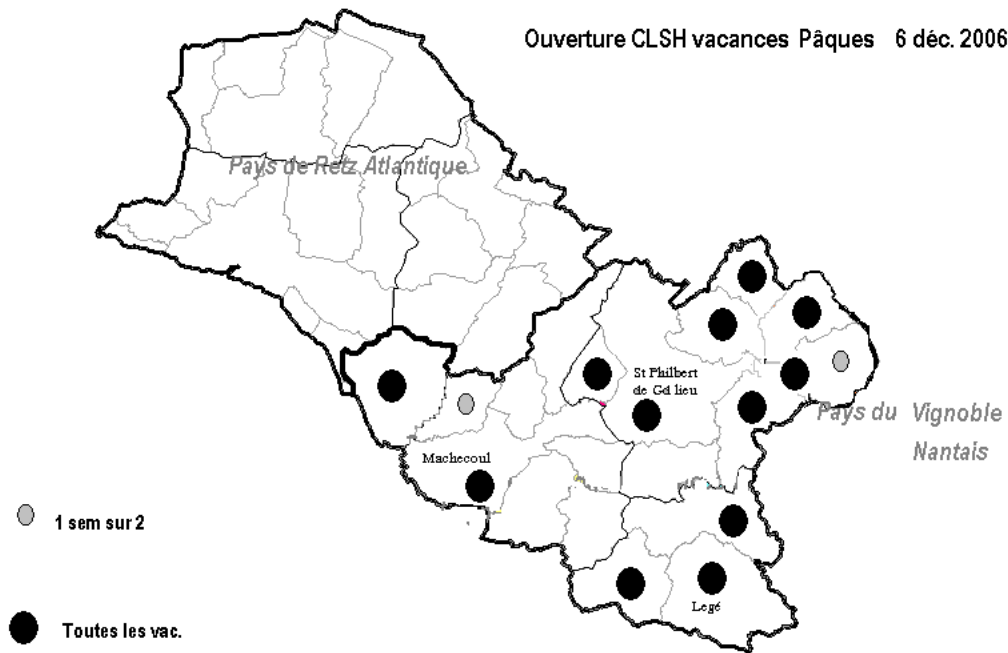 Ouverture CLSH vacances Pâques 6 déc. 2006
Pays de Retz Atlantique
St Philbert
de Gd lieu
Pays du Vignoble
Nantais
Machecoul
1 sem sur 2
Legé
Toutes les vac.